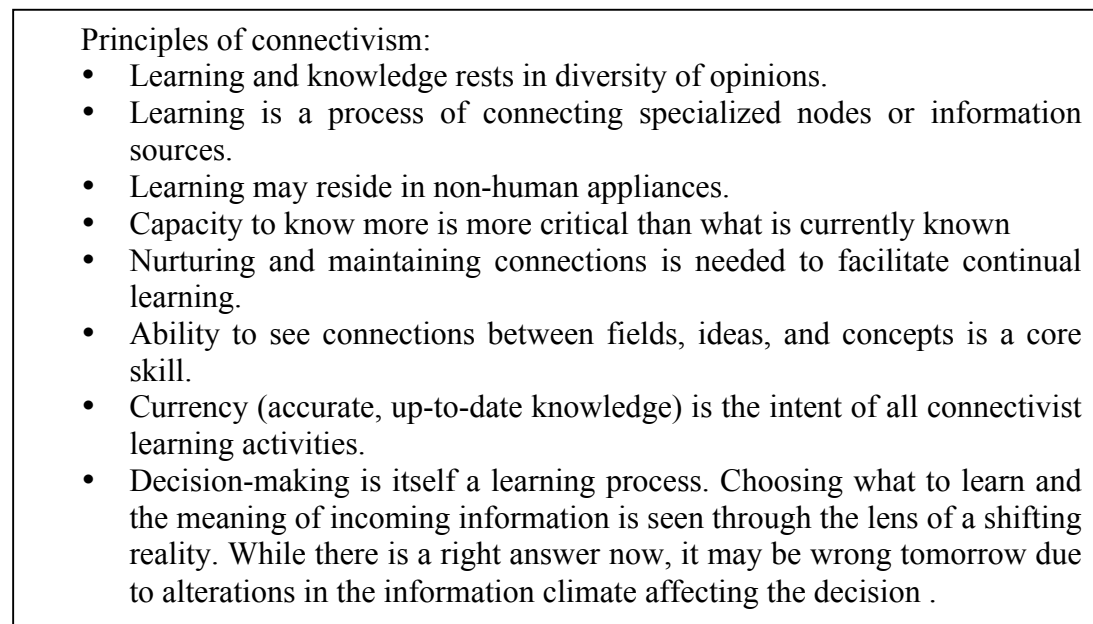 Principles of connectivism:
• Learning and knowledge rests in diversity of opinions.
• Learning is a process of connecting specialized nodes or information
sources.
• Learning may reside in non-human appliances.
• Capacity to know more is more critical than what is currently known
• Nurturing and maintaining connections is needed to facilitate continual
learning.
• Ability to see connections between fields, ideas, and concepts is a core
skill.
• Currency (accurate, up-to-date knowledge) is the intent of all connectivist
learning activities.
• Decision-making is itself a learning process. Choosing what to learn and
the meaning of incoming information is seen through the lens of a shifting
reality. While there is a right answer now, it may be wrong tomorrow due
to alterations in the information climate affecting the decision .